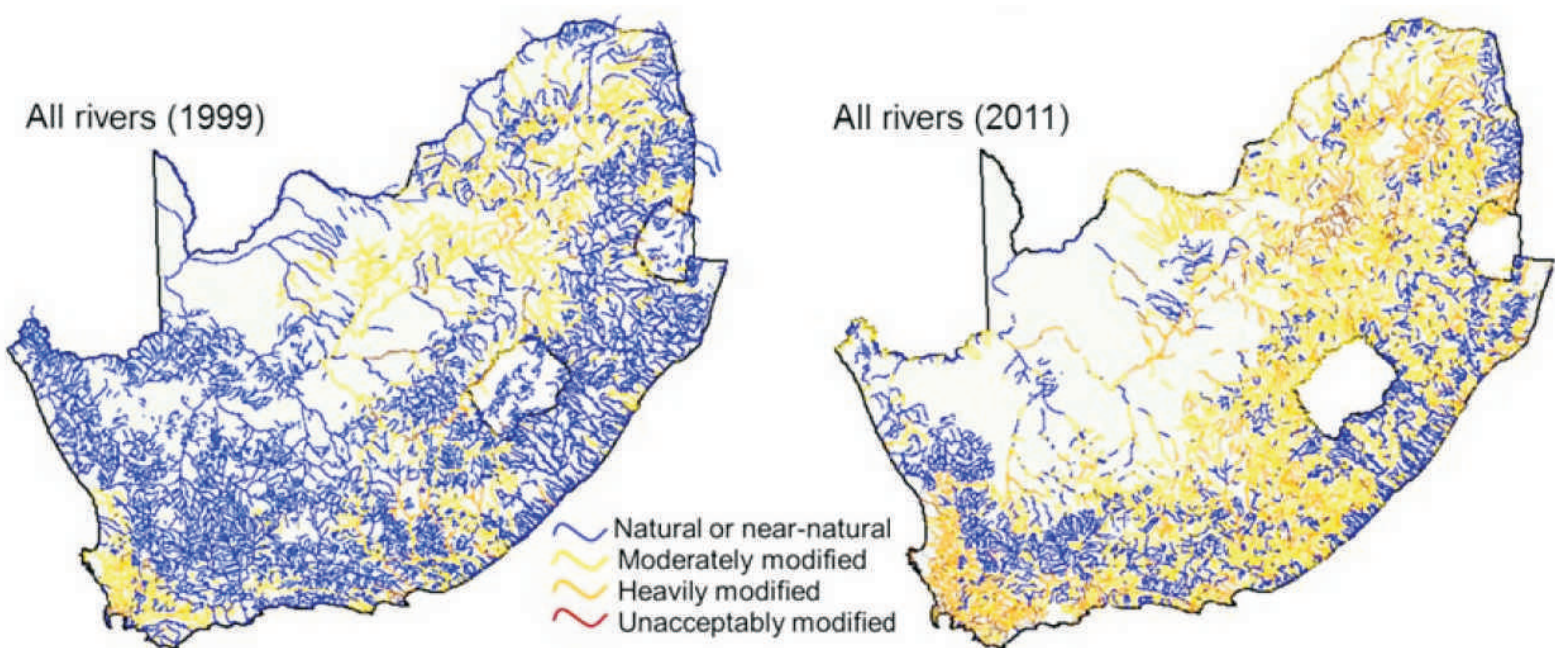 All rivers (1999)
All rivers (2011)
Natural or near-natural
Moderately modified
Heavily modified
Unacceptably modified